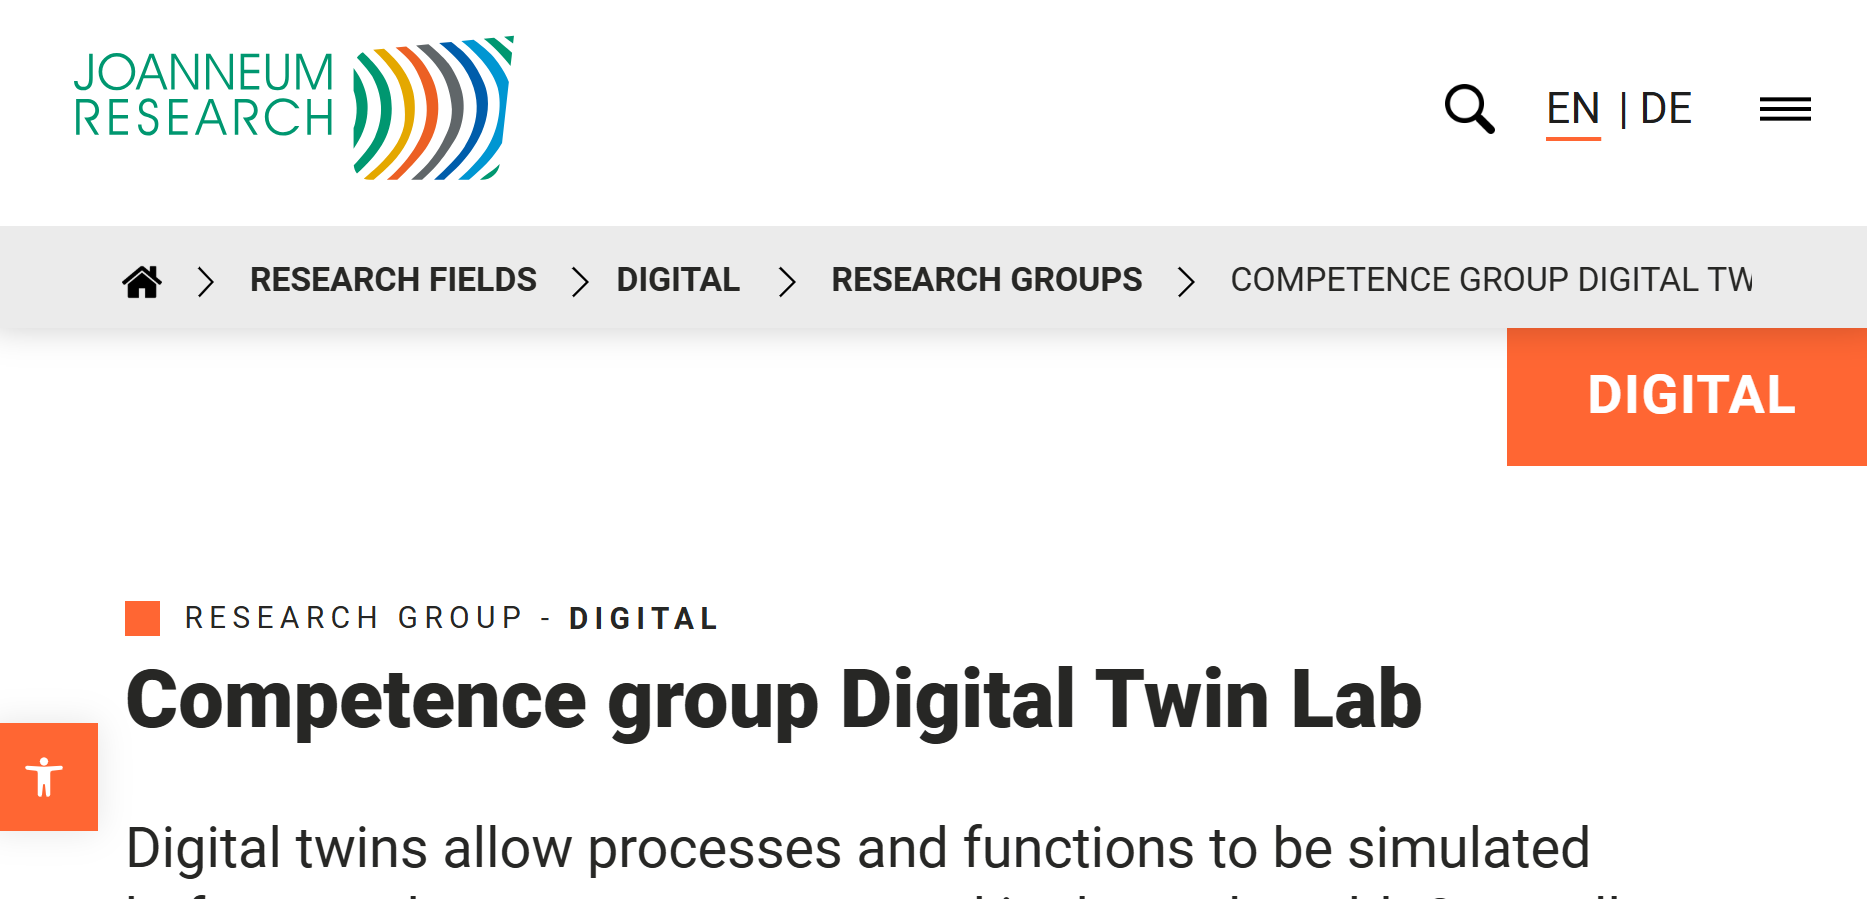 JOANNEUM
RESEARCH
EN | DE
RESEARCH FIELDS
DIGITAL
RESEARCH GROUPS
COMPETENCE GROUP DIGITAL TW
DIGITAL
RESEARCH GROUP - DIGITAL
Competence group Digital Twin Lab
Digital twins allow processes and functions to be simulated